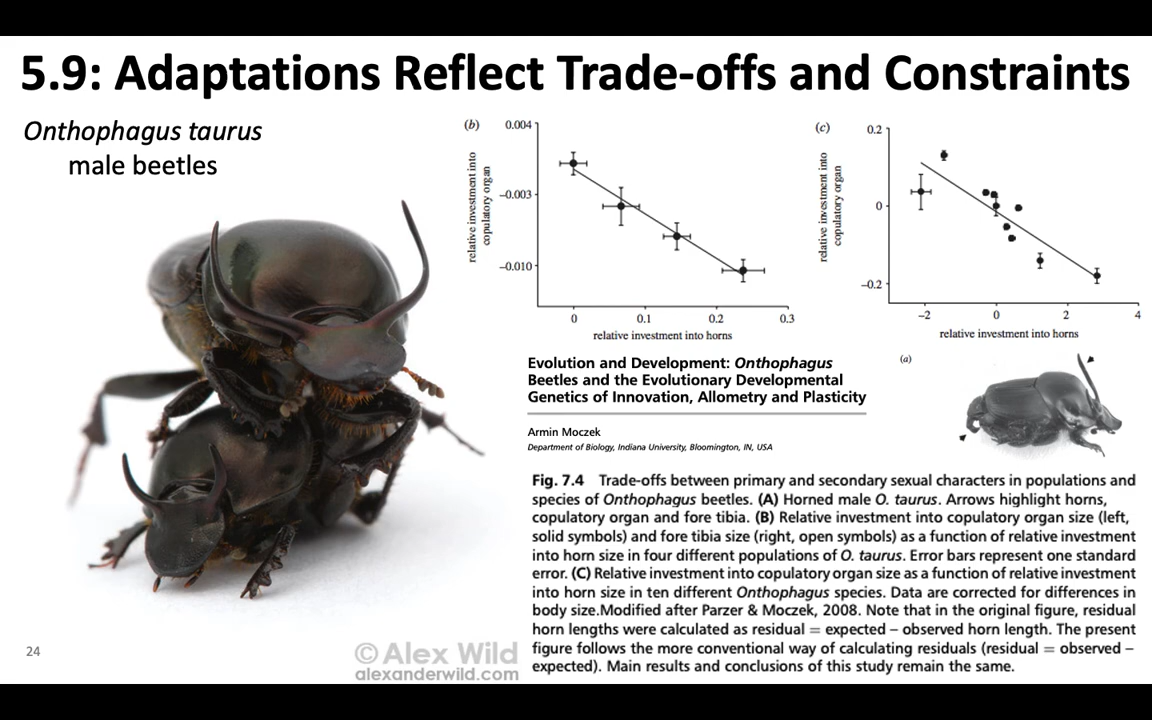 5.9: Adaptations Reflect Trade-offs and Constraints
Onthophagus taurus
male beetles
(b)
0.004
−0.003
−0.010
relative investment into
copulatory organ
0
0.1
0.2
0.3
relative investment into horns
(c)
0.2
0
−0.2
relative investment into
copulatory organ
−2
0
2
4
relative investment into horns
Evolution and Development: Onthophagus
Beetles and the Evolutionary Developmental
Genetics of Innovation, Allometry and Plasticity
Armin Moczek
Department of Biology, Indiana University, Bloomington, IN, USA
(a)
Fig. 7.4 Trade-offs between primary and secondary sexual characters in populations and
species of Onthophagus beetles. (A) Horned male O. taurus. Arrows highlight horns,
copulatory organ and fore tibia. (B) Relative investment into copulatory organ size (left,
solid symbols) and fore tibia size (right, open symbols) as a function of relative investment
into horn size in four different populations of O. taurus. Error bars represent one standard
error. (C) Relative investment into copulatory organ size as a function of relative investment
into horn size in ten different Onthophagus species. Data are corrected for differences in
body size.Modified after Parzer & Moczek, 2008. Note that in the original figure, residual
horn lengths were calculated as residual = expected – observed horn length. The present
figure follows the more conventional way of calculating residuals (residual = observed –
expected). Main results and conclusions of this study remain the same.
24
© Alex Wild
alexanderwild.com